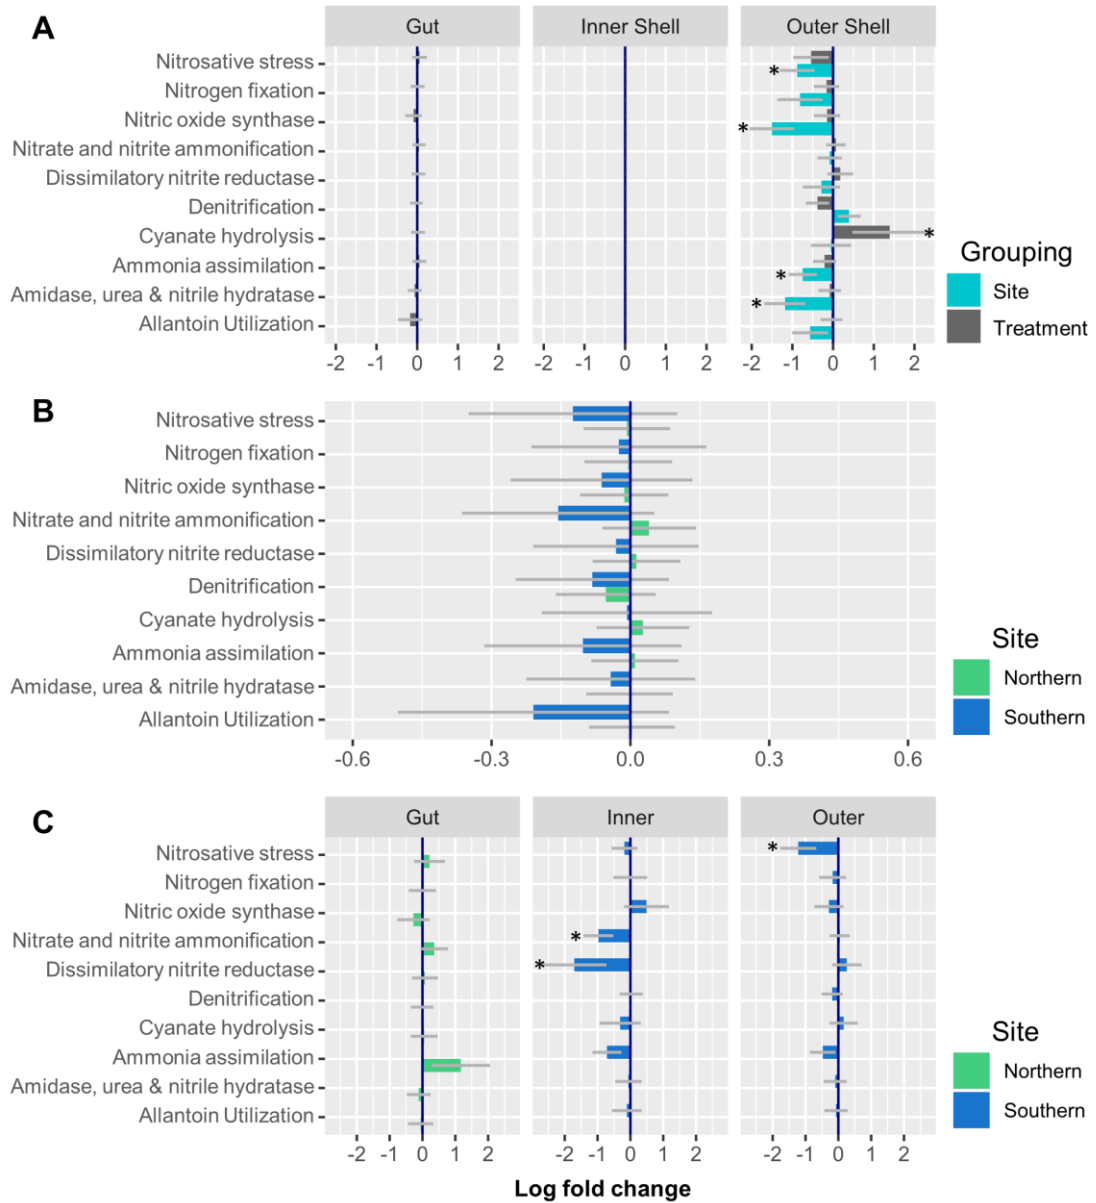 A
Gut
Inner Shell
Outer Shell
Nitrosative stress
Nitrogen fixation
Nitric oxide synthase
Nitrate and nitrite ammonification
Dissimilatory nitrite reductase
Denitrification
Cyanate hydrolysis
Ammonia assimilation
Amidase, urea & nitrile hydratase
Allantoin Utilization
*
*
*
*
*
-2 -1 0 1 2
-2 -1 0 1 2
-2 -1 0 1 2
Grouping
Site
Treatment
B
Nitrosative stress
Nitrogen fixation
Nitric oxide synthase
Nitrate and nitrite ammonification
Dissimilatory nitrite reductase
Denitrification
Cyanate hydrolysis
Ammonia assimilation
Amidase, urea & nitrile hydratase
Allantoin Utilization
-0.6 -0.3 0.0 0.3 0.6
Site
Northern
Southern
C
Gut
Inner
Outer
Nitrosative stress
Nitrogen fixation
Nitric oxide synthase
Nitrate and nitrite ammonification
Dissimilatory nitrite reductase
Denitrification
Cyanate hydrolysis
Ammonia assimilation
Amidase, urea & nitrile hydratase
Allantoin Utilization
*
*
*
-2 -1 0 1 2
-2 -1 0 1 2
-2 -1 0 1 2
Site
Northern
Southern
Log fold change